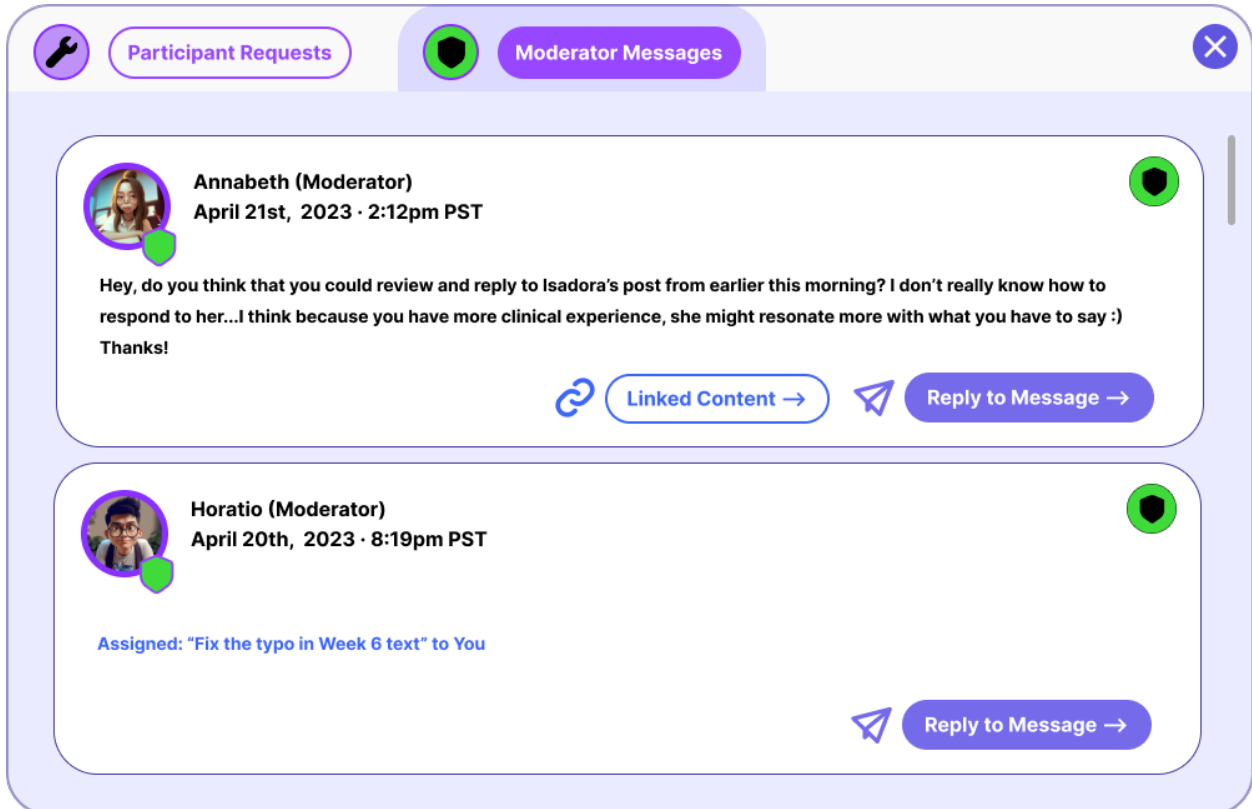 Participant Requests
Moderator Messages
Annabeth (Moderator)
April 21st, 2023 · 2:12pm PST
Hey, do you think that you could review and reply to Isadora’s post from earlier this morning? I don’t really know how to
respond to her...I think because you have more clinical experience, she might resonate more with what you have to say :)
Thanks!
Linked Content →
Reply to Message →
Horatio (Moderator)
April 20th, 2023 · 8:19pm PST
Assigned: “Fix the typo in Week 6 text” to You
Reply to Message →